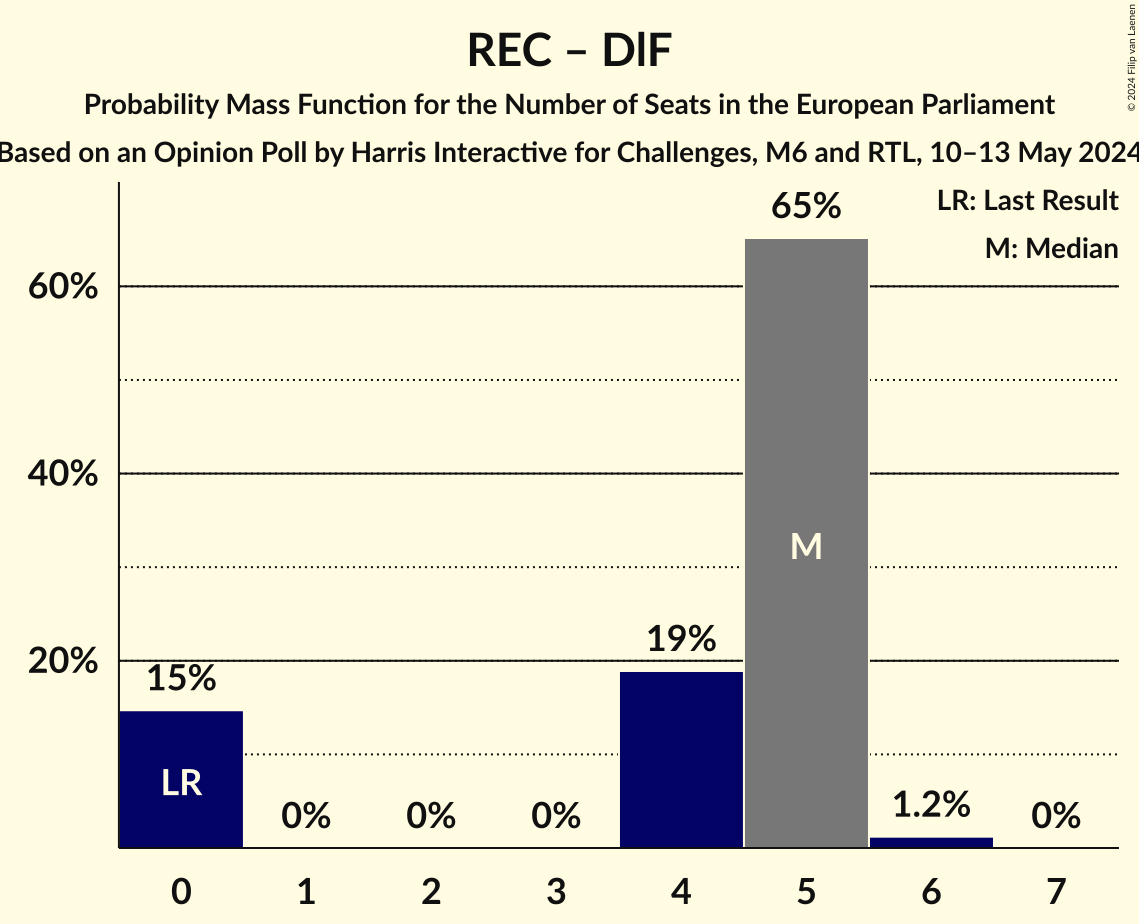 REC – DlF
Probability Mass Function for the Number of Seats in the European Parliament
Based on an Opinion Poll by Harris Interactive for Challenges, M6 and RTL, 10–13 May 2024
© 2024 Filip van Laenen
LR: Last Result
M: Median
65%
60%
40%
M
19%
20%
15%
LR
0%
0%
0%
1.2%
0%
0 1 2 3 4 5 6 7